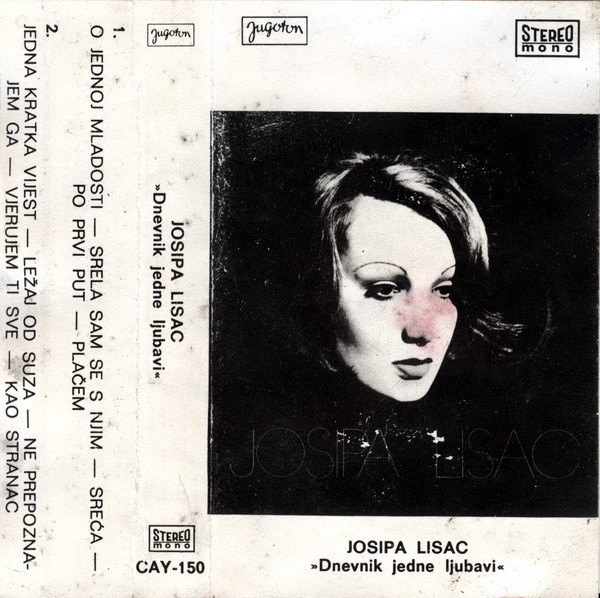 1.
O JEDNOJ MLADOSTI — SRELA SAM SE S NJIM — SREĆA —
PO PRVI PUT — PLAČEM
2.
JEDNA KRATKA VIJEST — LEŽAJ OD SUZA — NE PREPOZNA-
JEM GA — VJERUJEM TI SVE — KAO STRANAC
Jugoton
JOSIPA LISAC
»Dnevnik jedne ljubavi«
STEREO
mono
CAY-150
Jugoton
STEREO
mono
JOSIPA LISAC
JOSIPA LISAC
»Dnevnik jedne ljubavi«